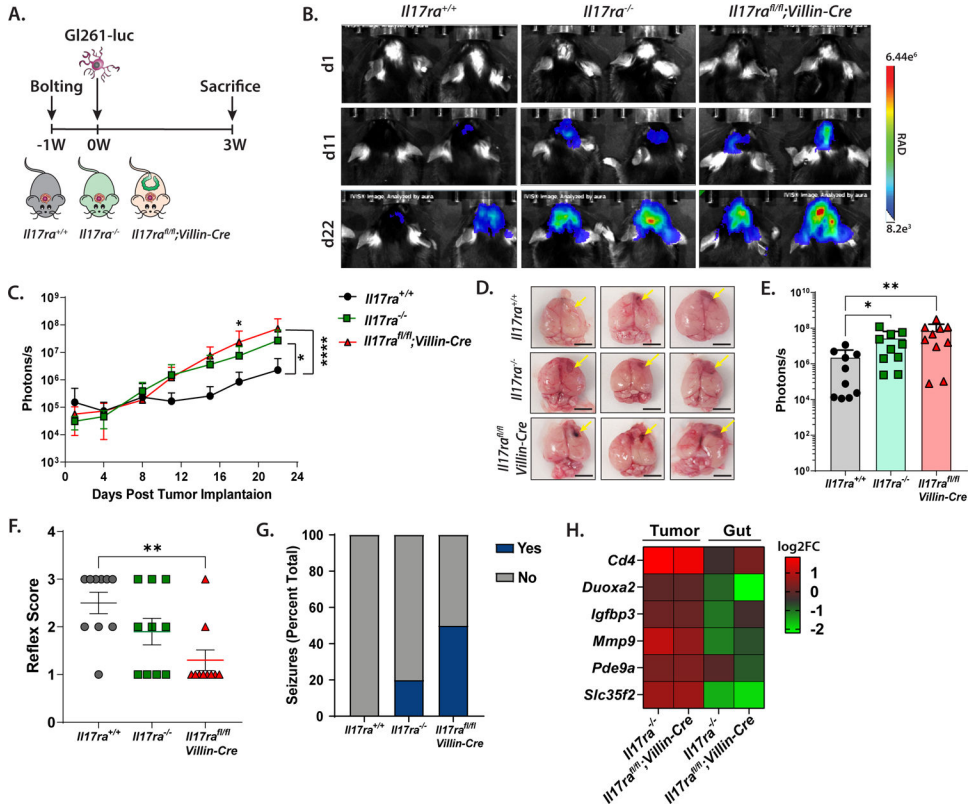 A.
Gl261-luc
Bolting
Sacrifice
-1W
0W
3W
Il17ra+/+
Il17ra-/-
Il17rafl/fl;Villin-Cre
B.
Il17ra+/+
Il17ra-/-
Il17rafl/fl;Villin-Cre
d1
d11
d22
IVIS® Image, Analyzed by aura
IVIS® Image, Analyzed by aura
IVIS® Image, Analyzed by aura
6.44e6
RAD
8.2e3
C.
Photons/s
10⁹
10⁸
10⁷
10⁶
10⁵
10⁴
10³
0 4 8 12 16 20 24
Days Post Tumor Implantaion
*
*
****
Il17ra+/+
Il17ra-/-
Il17rafl/fl;Villin-Cre
D.
Il17ra+/+
Il17ra-/-
Il17rafl/fl
Villin-Cre
E.
Photons/s
10¹⁰
10⁸
10⁶
10⁴
10²
10⁰
*
**
Il17ra+/+
Il17ra-/-
Il17rafl/fl
Villin-Cre
F.
Reflex Score
4
3
2
1
0
**
Il17ra+/+
Il17ra-/-
Il17rafl/fl
Villin-Cre
G.
Seizures (Percent Total)
100
80
60
40
20
0
Il17ra+/+
Il17ra-/-
Il17rafl/fl
Villin-Cre
Yes
No
H.
Tumor
Gut
Cd4
Duoxa2
Igfbp3
Mmp9
Pde9a
Slc35f2
Il17ra-/-
Il17rafl/fl;Villin-Cre
Il17ra-/-
Il17rafl/fl;Villin-Cre
log2FC
1
0
-1
-2